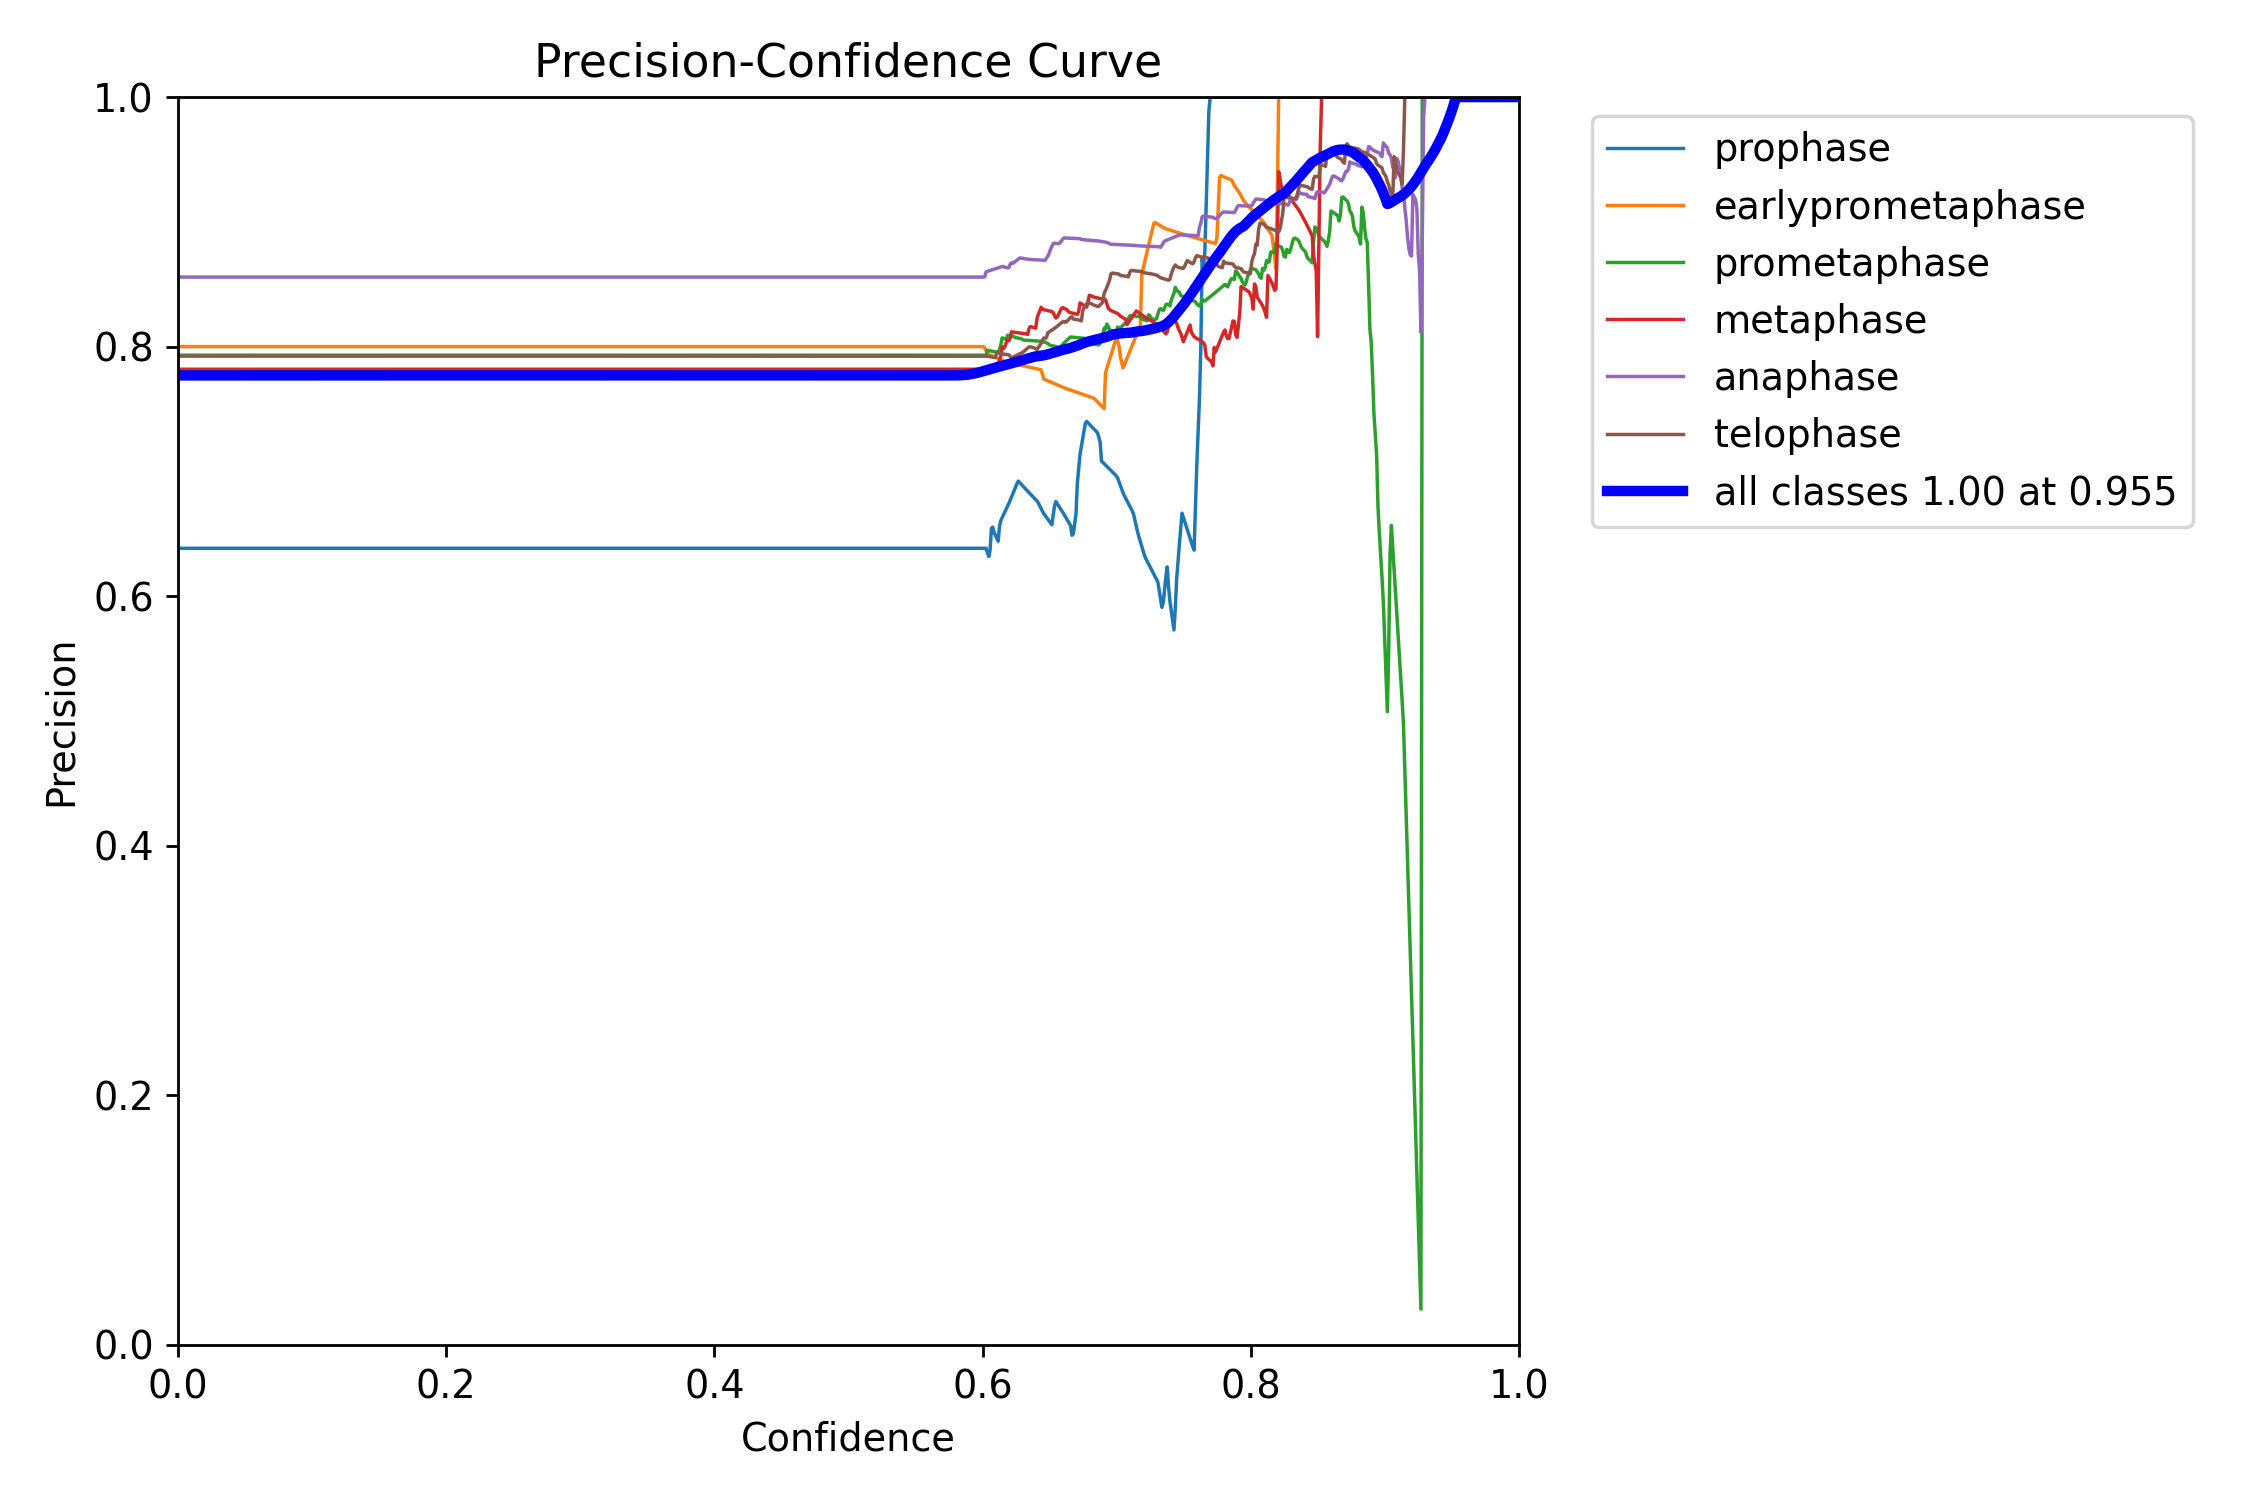 Precision-Confidence Curve
1.0
0.8
0.6
0.4
0.2
0.0
Precision
0.0 0.2 0.4 0.6 0.8 1.0
Confidence
prophase
earlyprometaphase
prometaphase
metaphase
anaphase
telophase
all classes 1.00 at 0.955